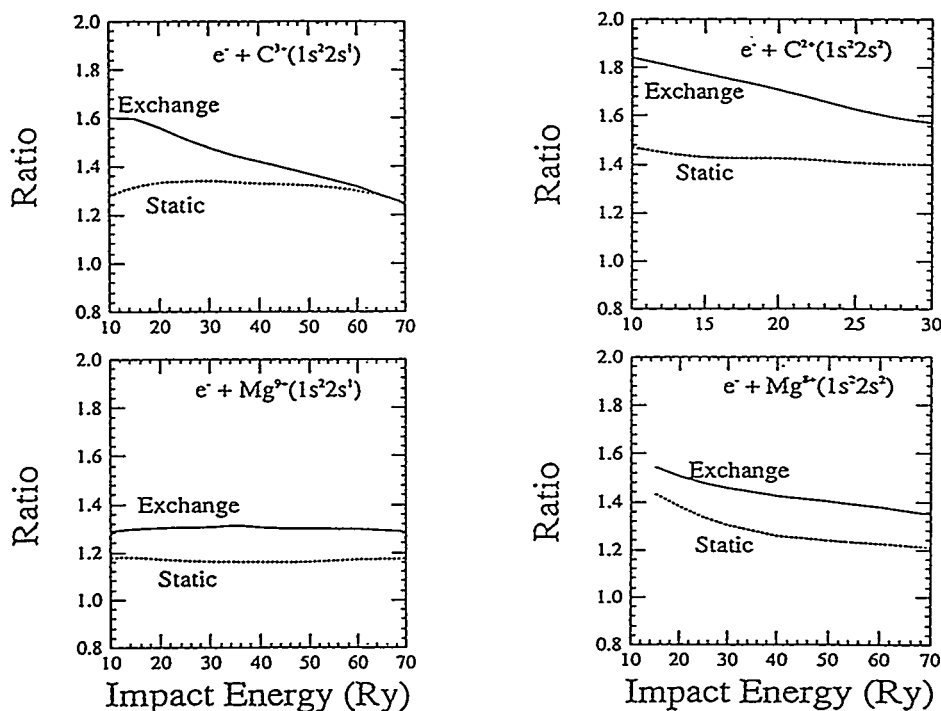 e⁻ + C³⁺(1s²2s¹)
Ratio
2.0
1.8
1.6
1.4
1.2
1.0
0.8
Exchange
Static
10 20 30 40 50 60 70
e⁻ + C²⁺(1s²2s²)
Ratio
2.0
1.8
1.6
1.4
1.2
1.0
0.8
Exchange
Static
10 15 20 25 30
e⁻ + Mg⁹⁺(1s²2s¹)
Ratio
2.0
1.8
1.6
1.4
1.2
1.0
0.8
Exchange
Static
10 20 30 40 50 60 70
Impact Energy (Ry)
e⁻ + Mg⁸⁺(1s²2s²)
Ratio
2.0
1.8
1.6
1.4
1.2
1.0
0.8
Exchange
Static
10 20 30 40 50 60 70
Impact Energy (Ry)